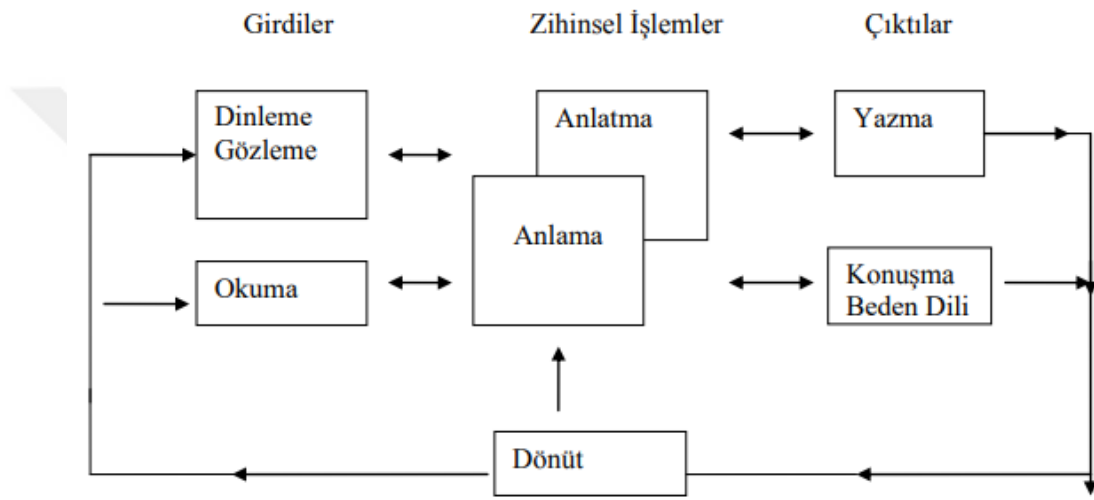 Girdiler
Zihinsel İşlemler
Çıktılar
Dinleme
Gözleme
Anlatma
Yazma
Anlama
Okuma
Konuşma
Beden Dili
Dönüt